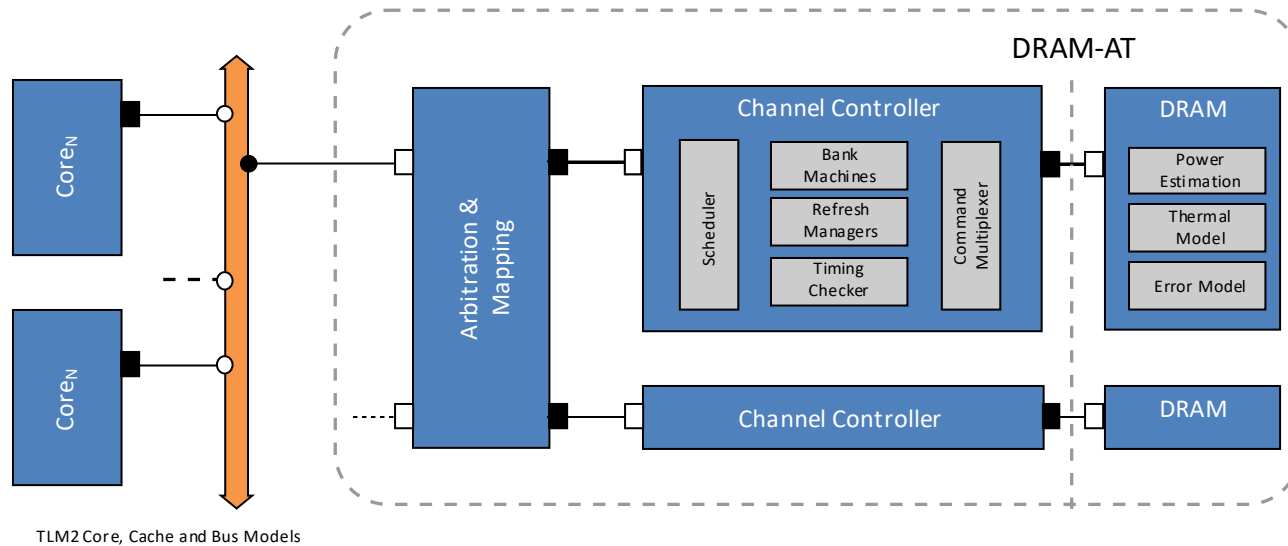 DRAM-AT
Core_N
Core_N
TLM2 Core, Cache and Bus Models
Arbitration &
Mapping
Channel Controller
Scheduler
Bank
Machines
Refresh
Managers
Timing
Checker
Command
Multiplexer
DRAM
Power
Estimation
Thermal
Model
Error Model
Channel Controller
DRAM